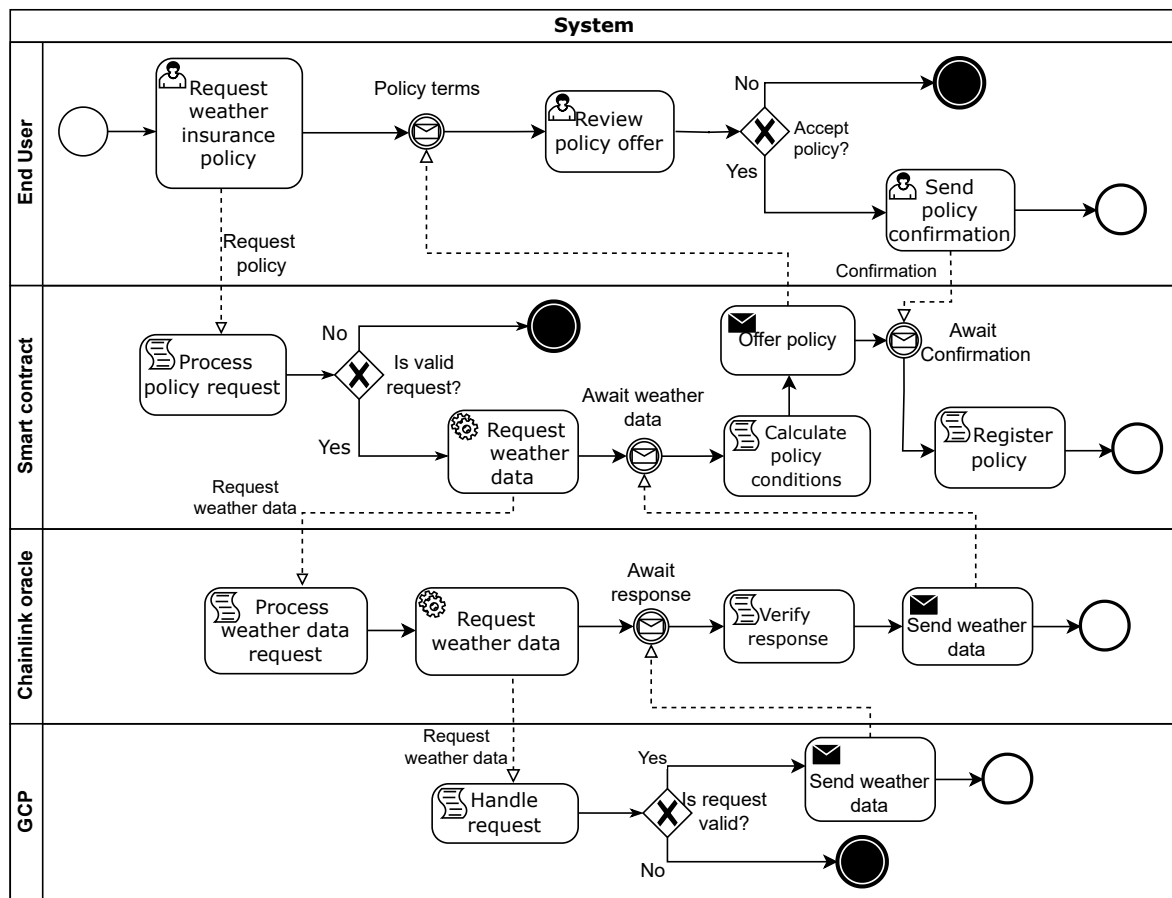 System
End User
Request
weather
insurance
policy
Policy terms
Review
policy offer
No
Accept
policy?
Yes
Send
policy
confirmation
Request
policy
Confirmation
Smart contract
Process
policy request
No
Is valid
request?
Yes
Request
weather
data
Await weather
data
Offer policy
Calculate
policy
conditions
Await
Confirmation
Register
policy
Request
weather data
Chainlink oracle
Process
weather data
request
Request
weather data
Await
response
Verify
response
Send weather
data
Request
weather data
GCP
Handle
request
Yes
Is request
valid?
No
Send weather
data